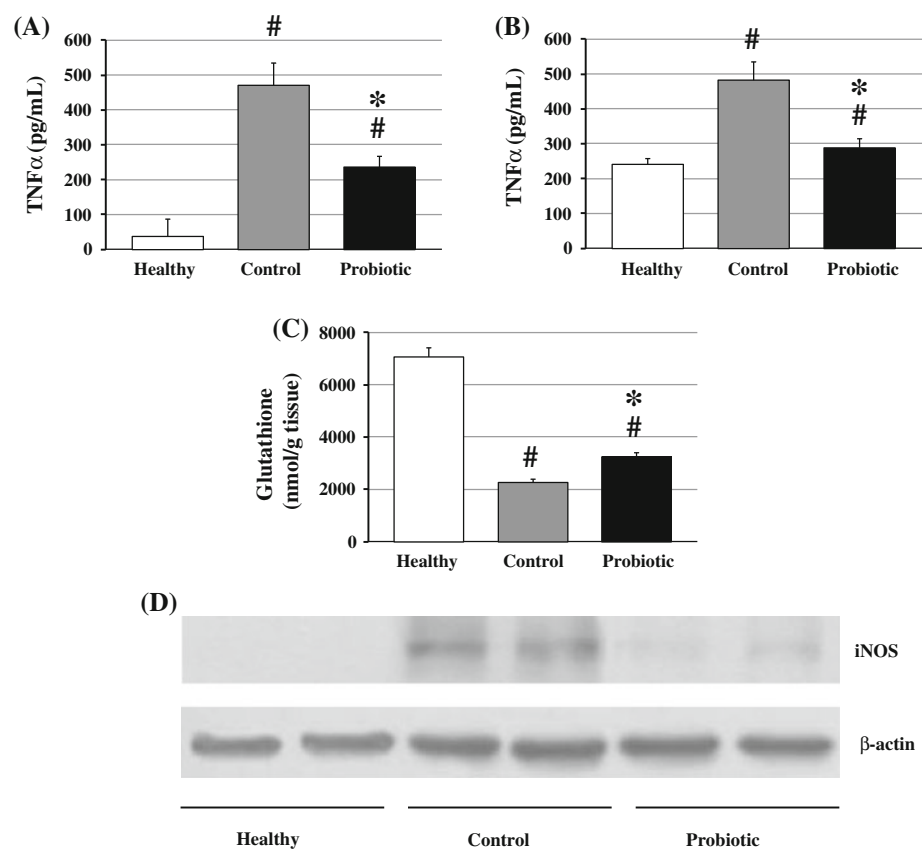 (A)
TNFα (pg/mL)
600
500
400
300
200
100
0
#
*
#
Healthy Control Probiotic
(B)
TNFα (pg/mL)
600
500
400
300
200
100
0
#
*
#
Healthy Control Probiotic
(C)
Glutathione
(nmol/g tissue)
8000
6000
4000
2000
0
#
*
#
Healthy Control Probiotic
(D)
iNOS
β-actin
Healthy Control Probiotic